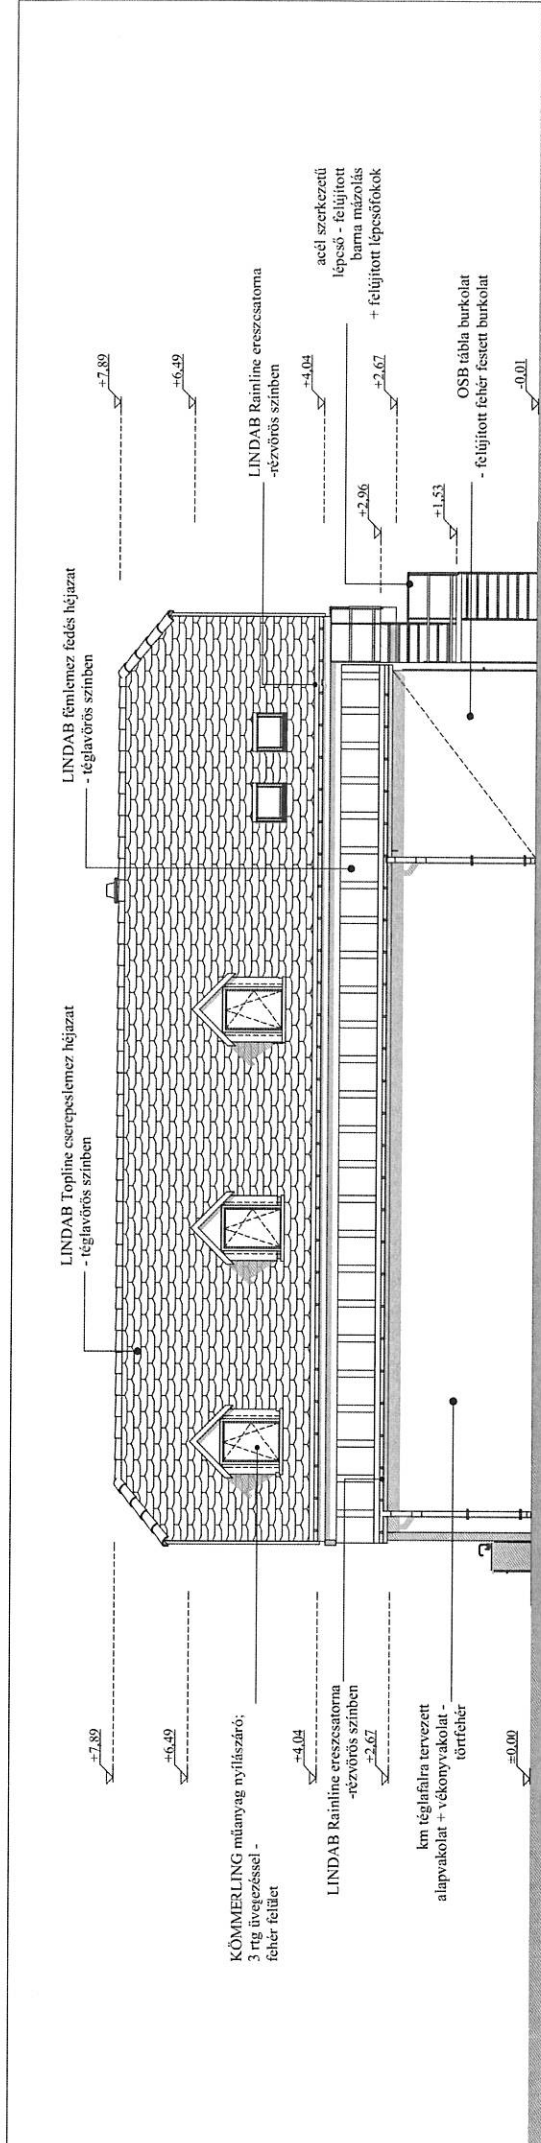 LINDAB Topline cserepeslemez héjazat
- téglavörös színben
LINDAB fémlemez fedés héjazat
- téglavörös színben
+7,89
+6,49
KÖMMERLING műanyag nyílászáró;
3 rtg üvegezéssel -
fehér felület
+4,04
LINDAB Rainline ereszcsatorna
-rézvörös színben
+2,67
km téglafalra tervezett
alapvakolat + vékonyvakolat -
törtfehér
±0,00
+7,89
+6,49
LINDAB Rainline ereszcsatorna
-rézvörös színben
+4,04
acél szerkezetű
lépcső - felújított
barna mázolás
+ felújított lépcsőfokok
+2,96
+2,67
+1,53
OSB tábla burkolat
- felújított fehér festett burkolat
-0,01